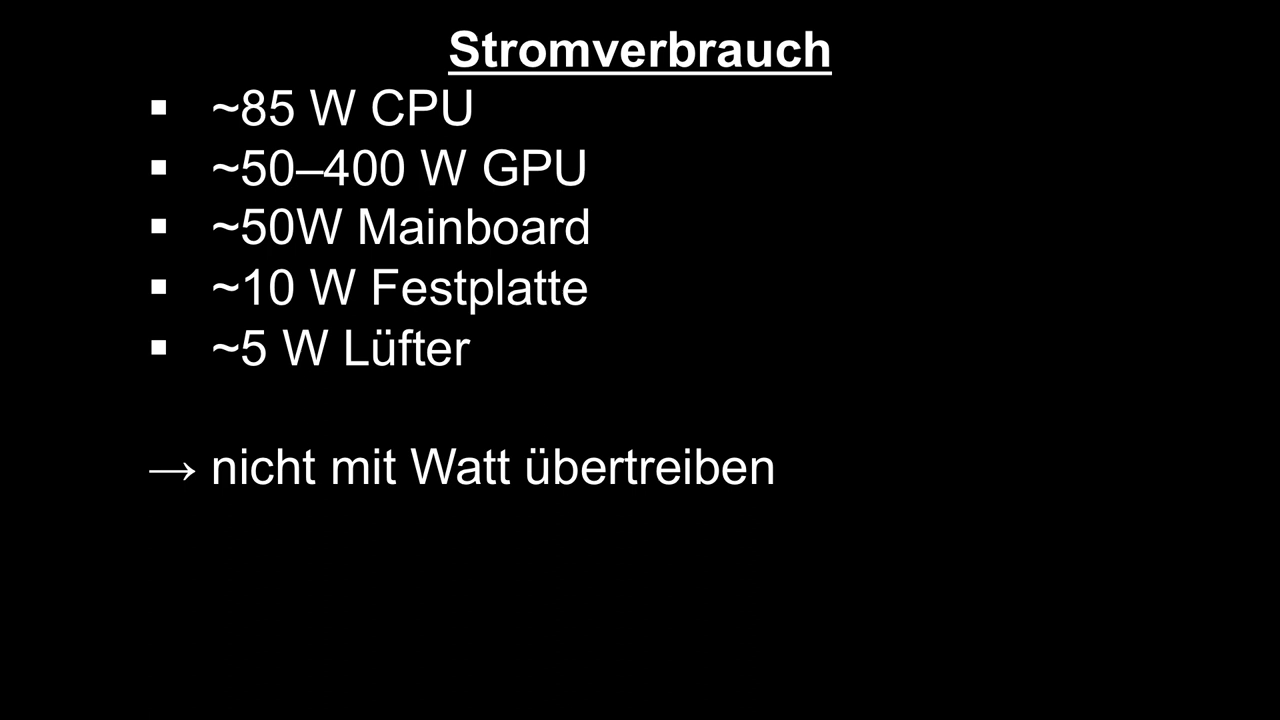 Stromverbrauch
▪ ~85 W CPU
▪ ~50–400 W GPU
▪ ~50W Mainboard
▪ ~10 W Festplatte
▪ ~5 W Lüfter
→ nicht mit Watt übertreiben